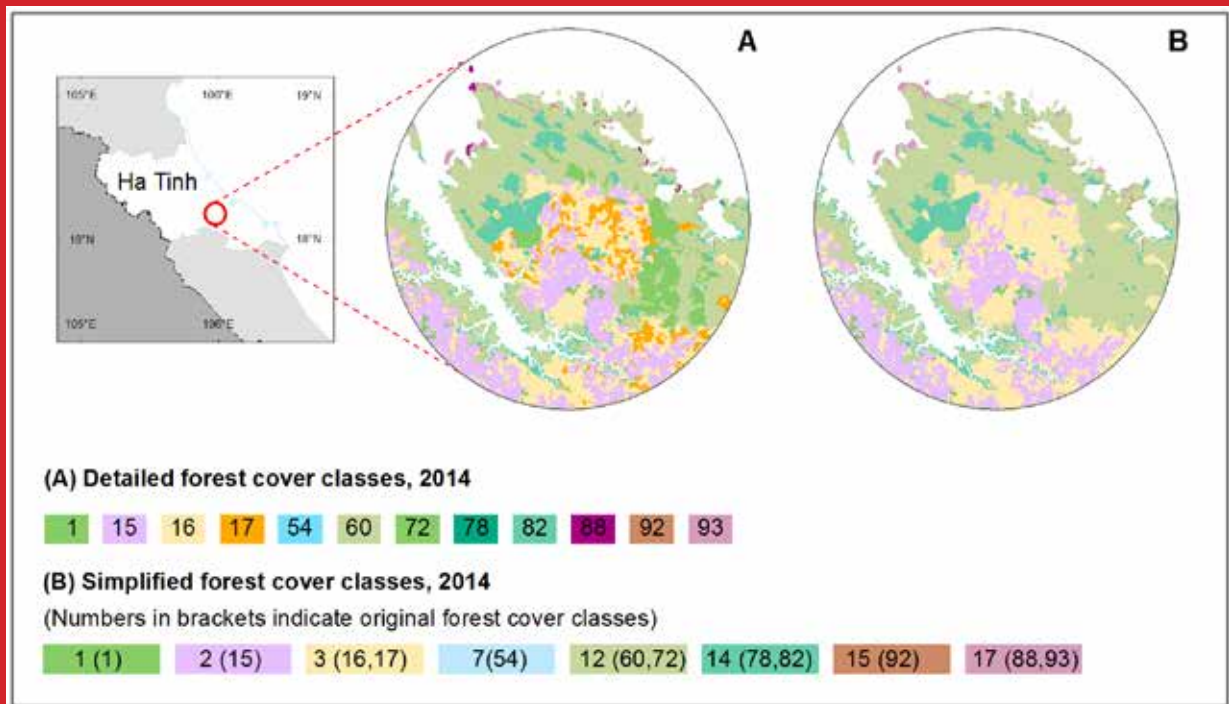 A
B
105°E
106°E
19°N
Ha Tinh
18°N
18°N
105°E
106°E
(A) Detailed forest cover classes, 2014
1 15 16 17 54 60 72 78 82 88 92 93
(B) Simplified forest cover classes, 2014
(Numbers in brackets indicate original forest cover classes)
1 (1) 2 (15) 3 (16,17) 7(54) 12 (60,72) 14 (78,82) 15 (92) 17 (88,93)